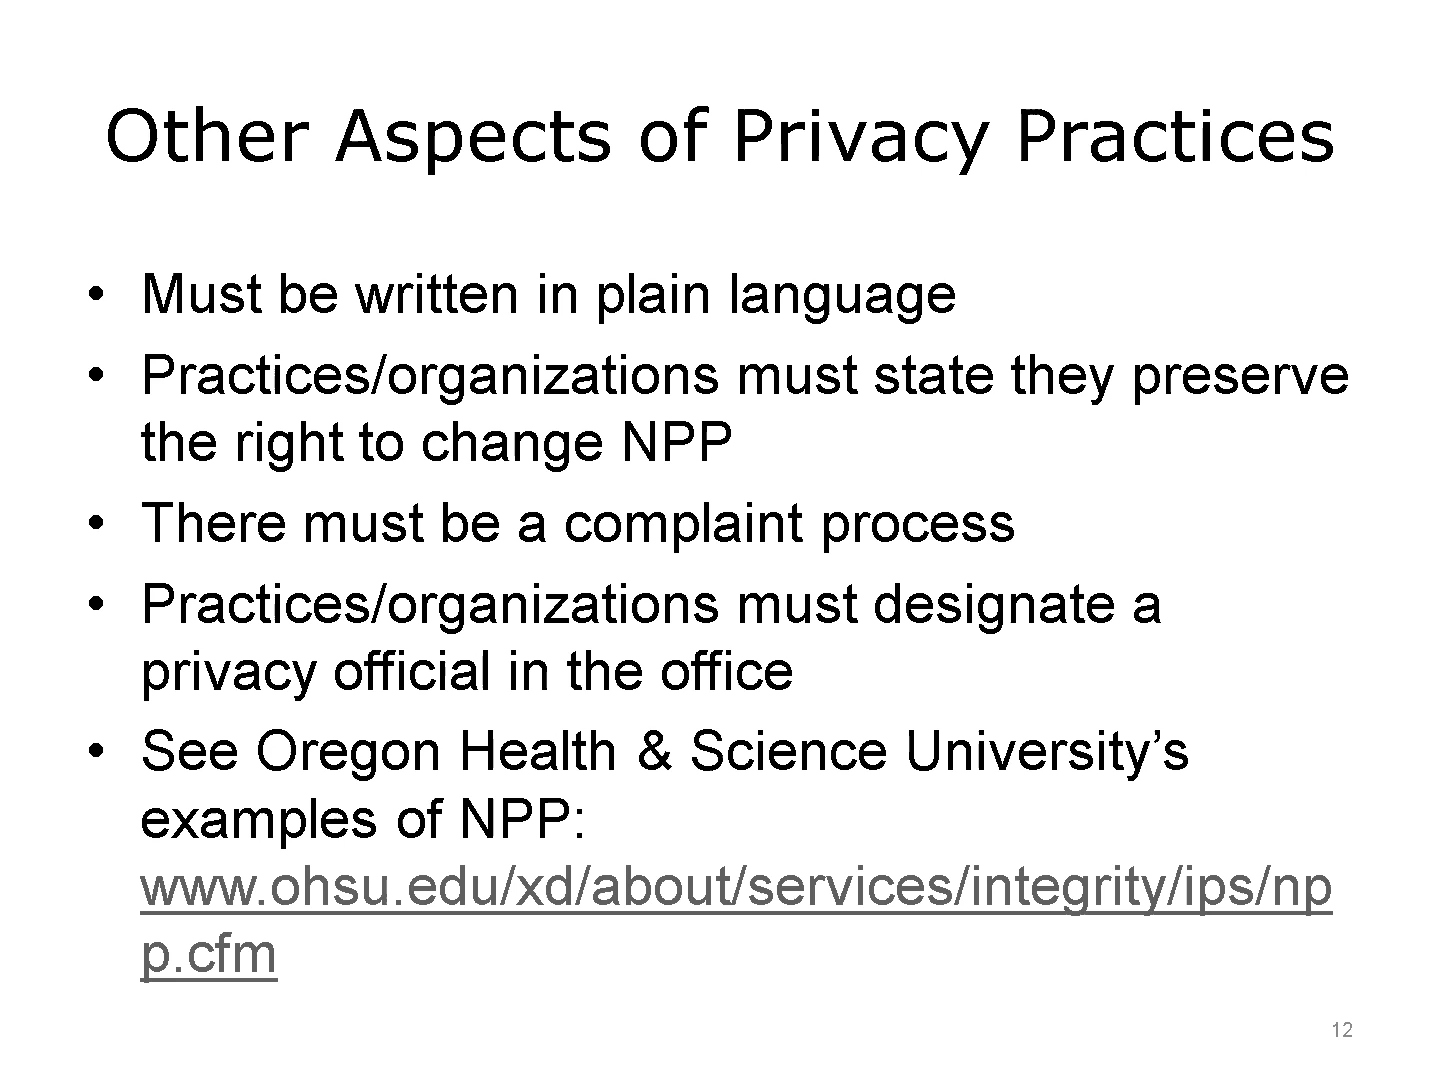 Other Aspects of Privacy Practices
• Must be written in plain language
• Practices/organizations must state they preserve
the right to change NPP
• There must be a complaint process
• Practices/organizations must designate a
privacy official in the office
• See Oregon Health & Science University’s
examples of NPP:
www.ohsu.edu/xd/about/services/integrity/ips/np
p.cfm
12